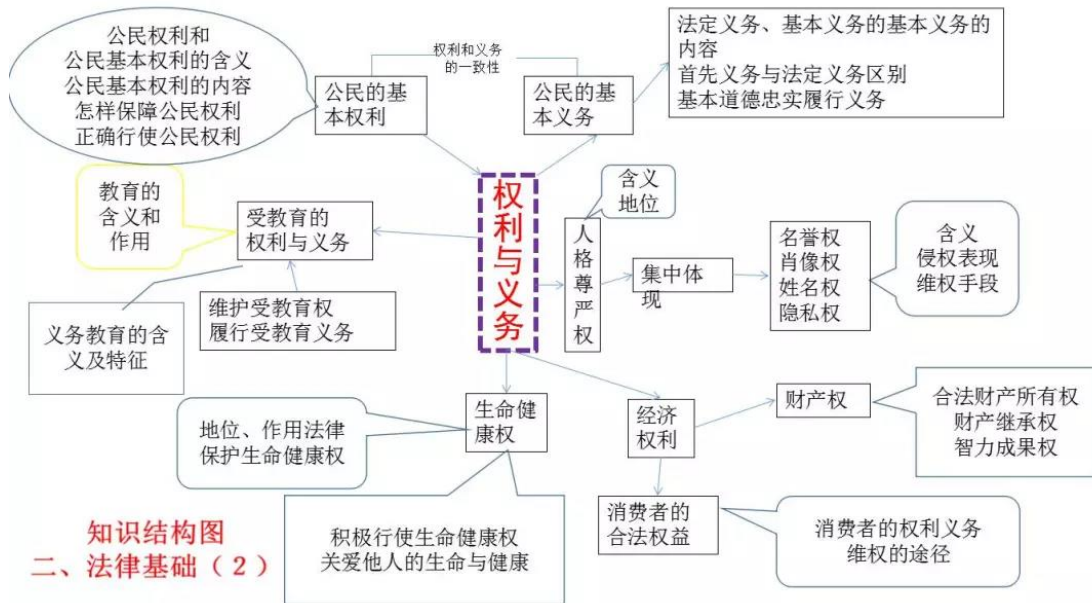 公民权利和
公民基本权利的含义
公民基本权利的内容
怎样保障公民权利
正确行使公民权利
公民的基
本权利
权利和义务
的一致性
公民的基
本义务
法定义务、基本义务的基本义务的
内容
首先义务与法定义务区别
基本道德忠实履行义务
教育的
含义和
作用
受教育的
权利与义务
维护受教育权
履行受教育义务
义务教育的含
义及特征
权利与义务
含义
地位
人格尊严权
集中体
现
名誉权
肖像权
姓名权
隐私权
含义
侵权表现
维权手段
生命健
康权
地位、作用法律
保护生命健康权
积极行使生命健康权
关爱他人的生命与健康
经济
权利
财产权
合法财产所有权
财产继承权
智力成果权
消费者的
合法权益
消费者的权利义务
维权的途径
知识结构图
二、法律基础（2）